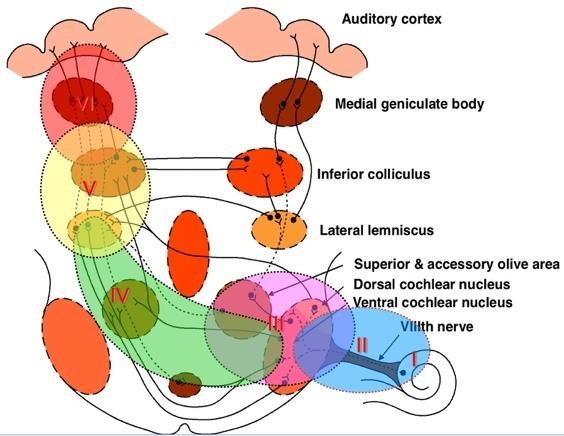 Auditory cortex
VI
Medial geniculate body
V
Inferior colliculus
Lateral lemniscus
Superior & accessory olive area
Dorsal cochlear nucleus
IV
Ventral cochlear nucleus
III
VIIIth nerve
II
I